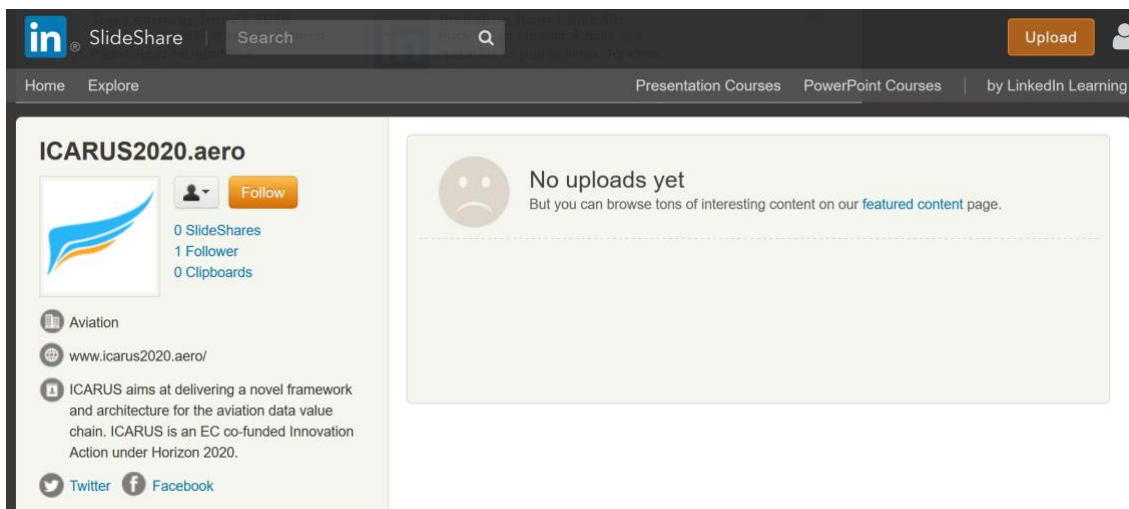 in ® SlideShare | Search Upload
Home Explore Presentation Courses PowerPoint Courses | by LinkedIn Learning
ICARUS2020.aero
Follow
0 SlideShares
1 Follower
0 Clipboards
Aviation
www.icarus2020.aero/
ICARUS aims at delivering a novel framework
and architecture for the aviation data value
chain. ICARUS is an EC co-funded Innovation
Action under Horizon 2020.
Twitter Facebook
No uploads yet
But you can browse tons of interesting content on our featured content page.